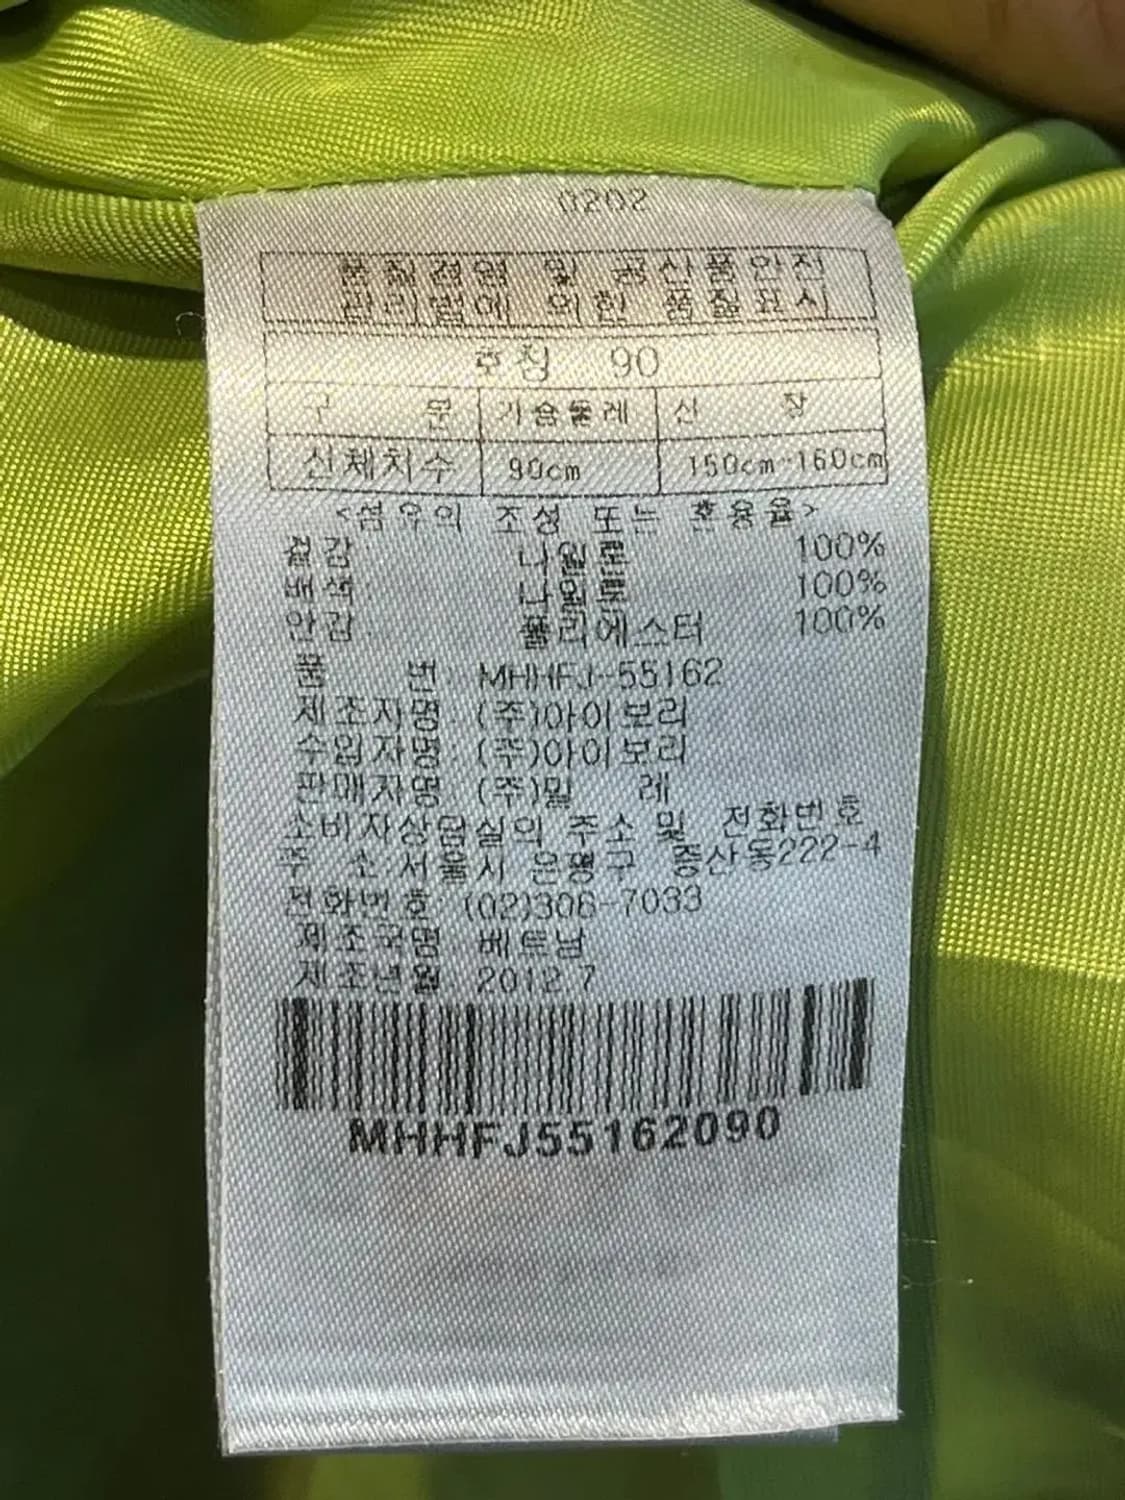 0202
품질경영 및 공산품안전
관리법에 의한 품질표시
호칭 90
구 분 가슴둘레 신 장
신체치수 90cm 150cm-160cm
<섬유의 조성 또는 혼용율>
겉감: 나일론 100%
배색: 나일론 100%
안감: 폴리에스터 100%
품 번: MHHFJ-55162
제조자명: (주)아이보리
수입자명: (주)아이보리
판매자명: (주)밀 레
소비자상담실의 주소 및 전화번호
주 소:서울시 은평구 증산동222-4
전화번호: (02)306-7033
제조국명: 베트남
제조년월: 2012.7
MHHFJ55162090